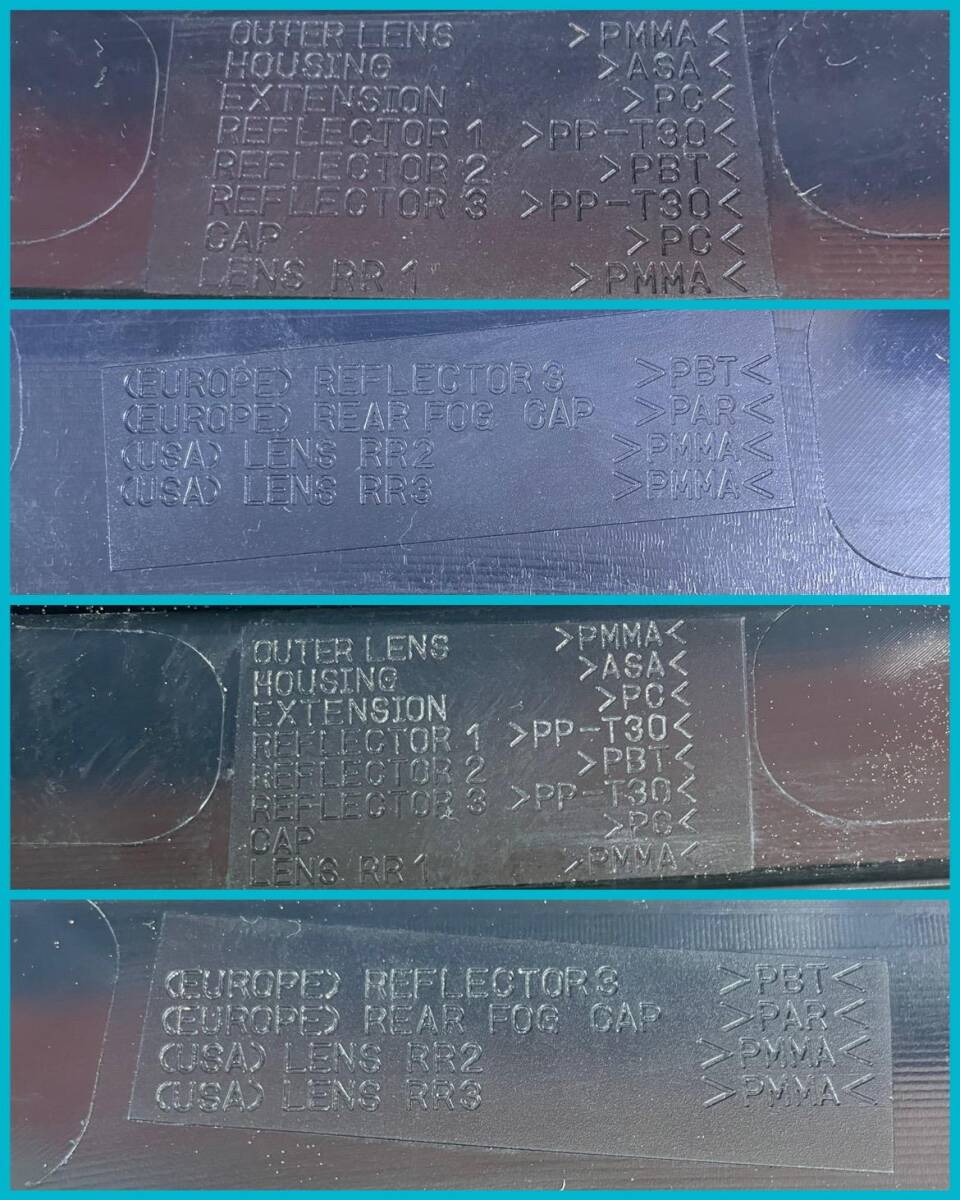 OUTER LENS >PMMA<
HOUSING >ASA<
EXTENSION >PC<
REFLECTOR 1 >PP-T30<
REFLECTOR 2 >PBT<
REFLECTOR 3 >PP-T30<
CAP >PC<
LENS RR 1 >PMMA<
(EUROPE) REFLECTOR 3 >PBT<
(EUROPE) REAR FOG CAP >PAR<
(USA) LENS RR2 >PMMA<
(USA) LENS RR3 >PMMA<
OUTER LENS >PMMA<
HOUSING >ASA<
EXTENSION >PC<
REFLECTOR 1 >PP-T30<
REFLECTOR 2 >PBT<
REFLECTOR 3 >PP-T30<
CAP >PC<
LENS RR 1 >PMMA<
(EUROPE) REFLECTOR 3 >PBT<
(EUROPE) REAR FOG CAP >PAR<
(USA) LENS RR2 >PMMA<
(USA) LENS RR3 >PMMA<